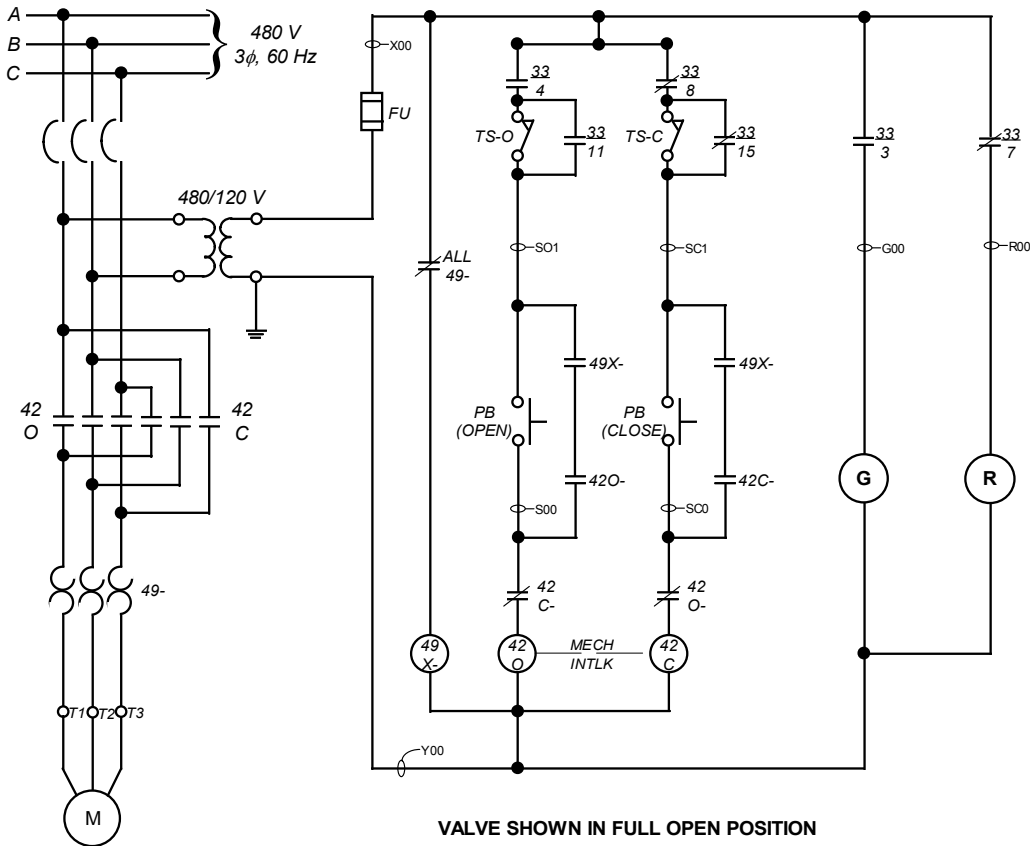 A
B
C
480 V
3ϕ, 60 Hz
X00
FU
33
4
33
8
TS-O
33
11
TS-C
33
15
33
3
33
7
480/120 V
ALL
49-
SO1
SC1
G00
R00
49X-
49X-
42
O
42
C
PB
(OPEN)
PB
(CLOSE)
42O-
42C-
G
R
S00
SC0
49-
42
C-
42
O-
49
X-
42
O
MECH
INTLK
42
C
T1
T2
T3
Y00
M
VALVE SHOWN IN FULL OPEN POSITION